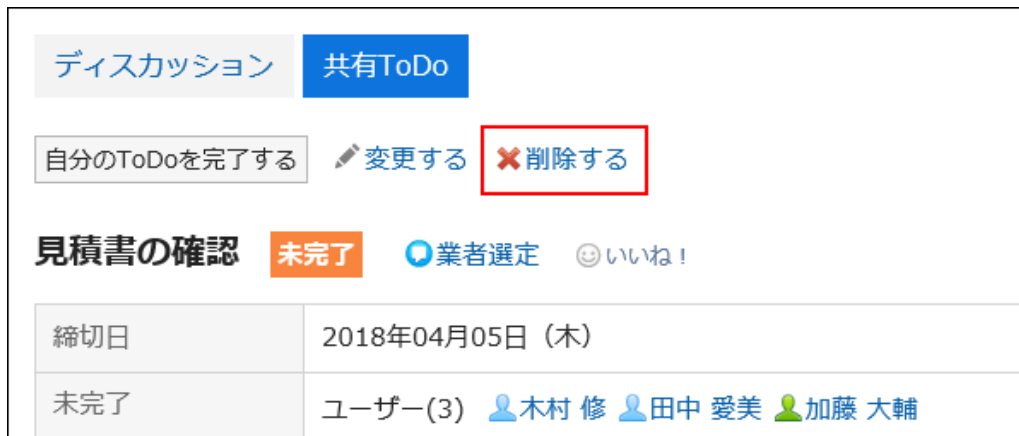 ディスカッション 共有ToDo
自分のToDoを完了する 変更する 削除する
見積書の確認 未完了 業者選定 いいね！
締切日 2018年04月05日（木）
未完了 ユーザー(3) 木村 修 田中 愛美 加藤 大輔